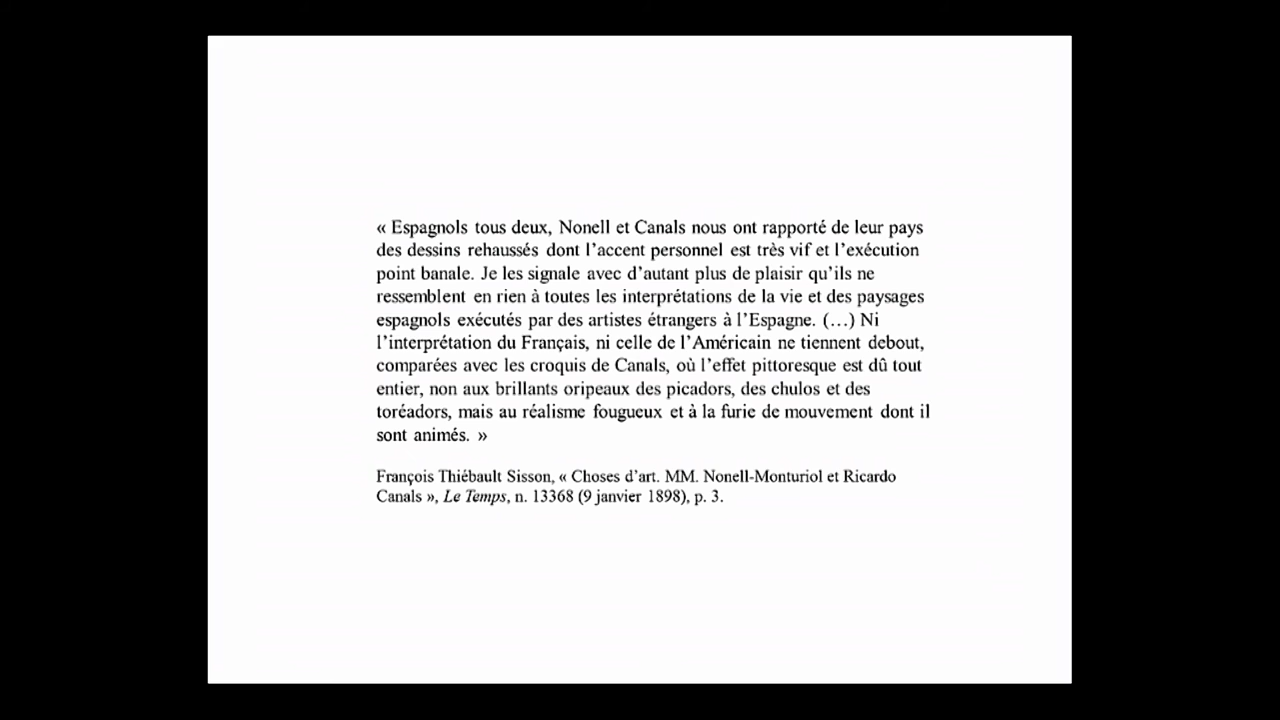 « Espagnols tous deux, Nonell et Canals nous ont rapporté de leur pays
des dessins rehaussés dont l’accent personnel est très vif et l’exécution
point banale. Je les signale avec d’autant plus de plaisir qu’ils ne
ressemblent en rien à toutes les interprétations de la vie et des paysages
espagnols exécutés par des artistes étrangers à l’Espagne. (…) Ni
l’interprétation du Français, ni celle de l’Américain ne tiennent debout,
comparées avec les croquis de Canals, où l’effet pittoresque est dû tout
entier, non aux brillants oripeaux des picadors, des chulos et des
toréadors, mais au réalisme fougueux et à la furie de mouvement dont il
sont animés. »
François Thiébault Sisson, « Choses d’art. MM. Nonell-Monturiol et Ricardo
Canals », Le Temps, n. 13368 (9 janvier 1898), p. 3.